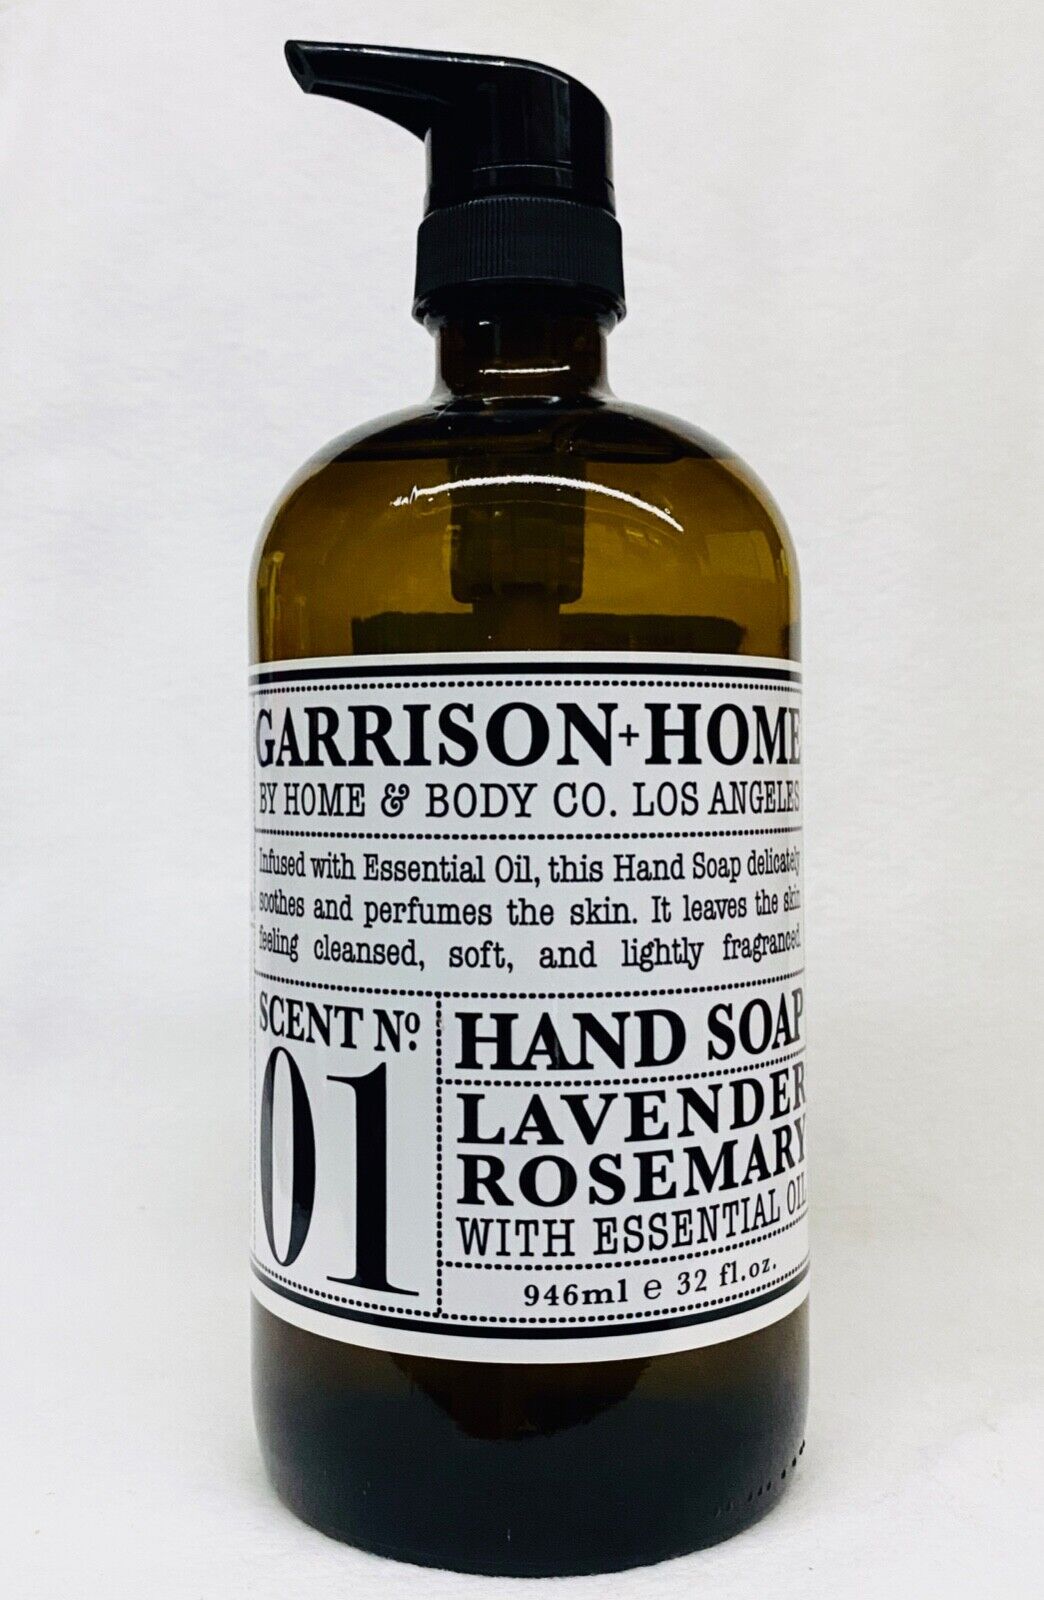 GARRISON+HOME
BY HOME & BODY CO. LOS ANGELES
Infused with Essential Oil, this Hand Soap delicately
soothes and perfumes the skin. It leaves the skin
feeling cleansed, soft, and lightly fragranced.
SCENT Nº
01
HAND SOAP
LAVENDER
ROSEMARY
WITH ESSENTIAL OIL
946ml e 32 fl.oz.